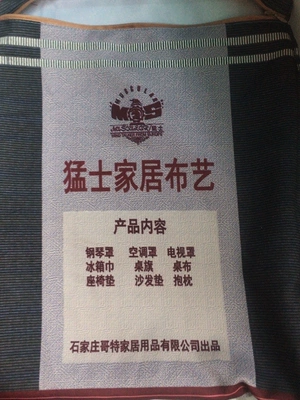 MS
猛士家居布艺
产品内容
钢琴罩 空调罩 电视罩
冰箱巾 桌旗 桌布
座椅垫 沙发垫 抱枕
石家庄哥特家居用品有限公司出品